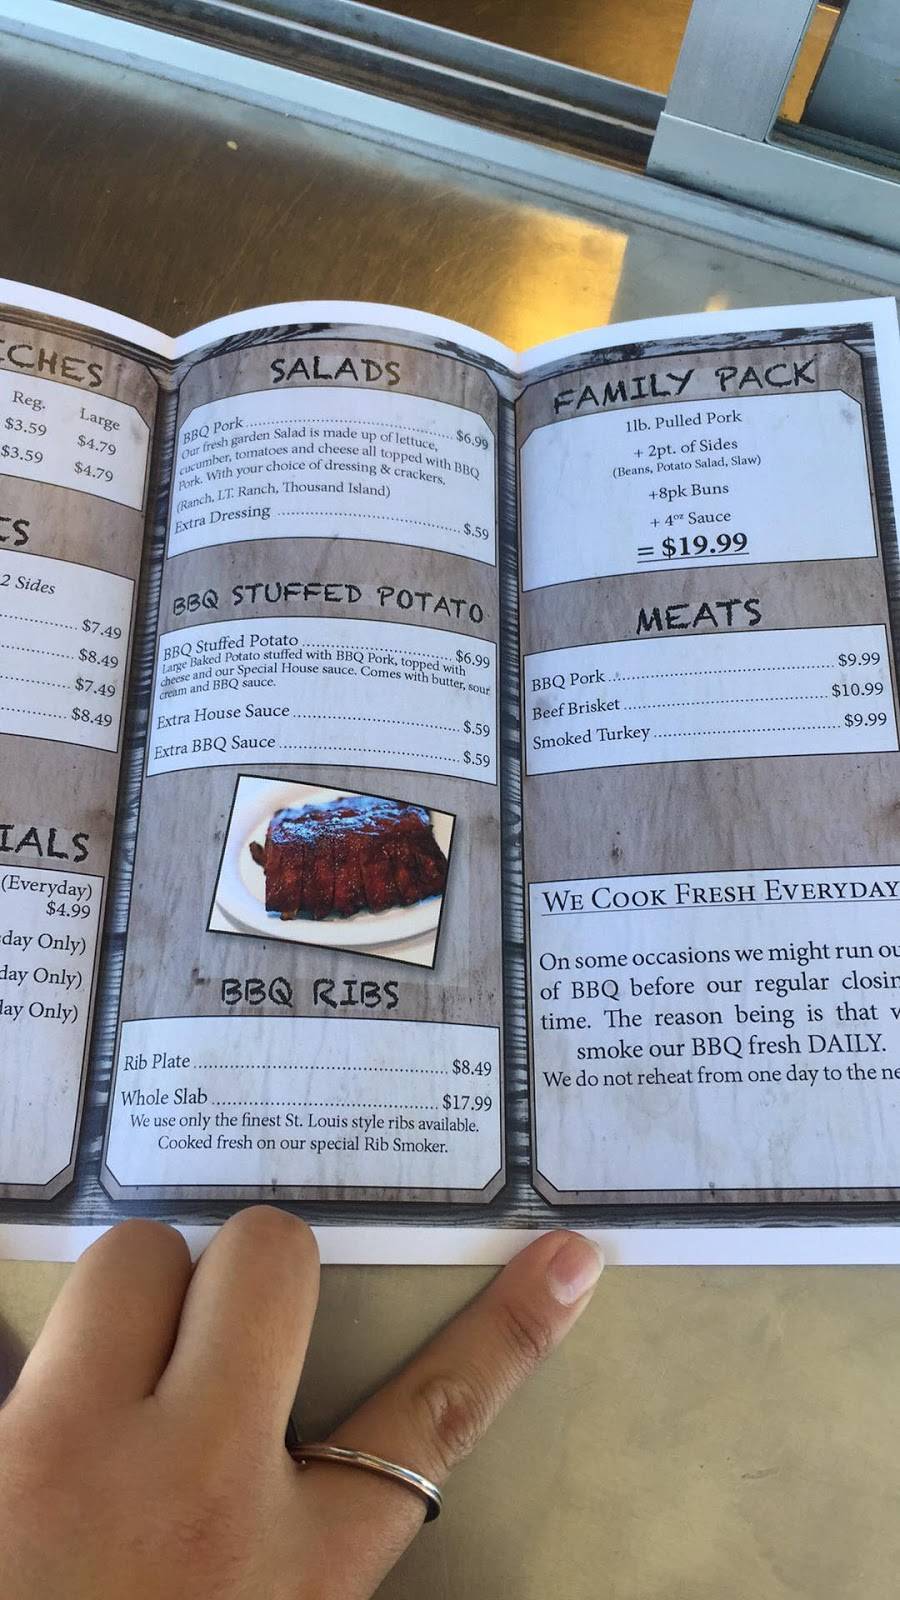 CHES
Reg. Large
$3.59 $4.79
$3.59 $4.79
ES
2 Sides
$7.49
$8.49
$7.49
$8.49
IALS
(Everyday)
$4.99
day Only)
day Only)
day Only)
SALADS
BBQ Pork $6.99
Our fresh garden Salad is made up of lettuce,
cucumber, tomatoes and cheese all topped with BBQ
Pork. With your choice of dressing & crackers.
(Ranch, LT. Ranch, Thousand Island)
Extra Dressing $.59
BBQ STUFFED POTATO
BBQ Stuffed Potato $6.99
Large Baked Potato stuffed with BBQ Pork, topped with
cheese and our Special House sauce. Comes with butter, sour
cream and BBQ sauce.
Extra House Sauce $.59
Extra BBQ Sauce $.59
BBQ RIBS
Rib Plate $8.49
Whole Slab $17.99
We use only the finest St. Louis style ribs available.
Cooked fresh on our special Rib Smoker.
FAMILY PACK
1lb. Pulled Pork
+ 2pt. of Sides
(Beans, Potato Salad, Slaw)
+8pk Buns
+ 4oz Sauce
= $19.99
MEATS
BBQ Pork $9.99
Beef Brisket $10.99
Smoked Turkey $9.99
WE COOK FRESH EVERYDAY
On some occasions we might run ou
of BBQ before our regular closin
time. The reason being is that w
smoke our BBQ fresh DAILY.
We do not reheat from one day to the ne